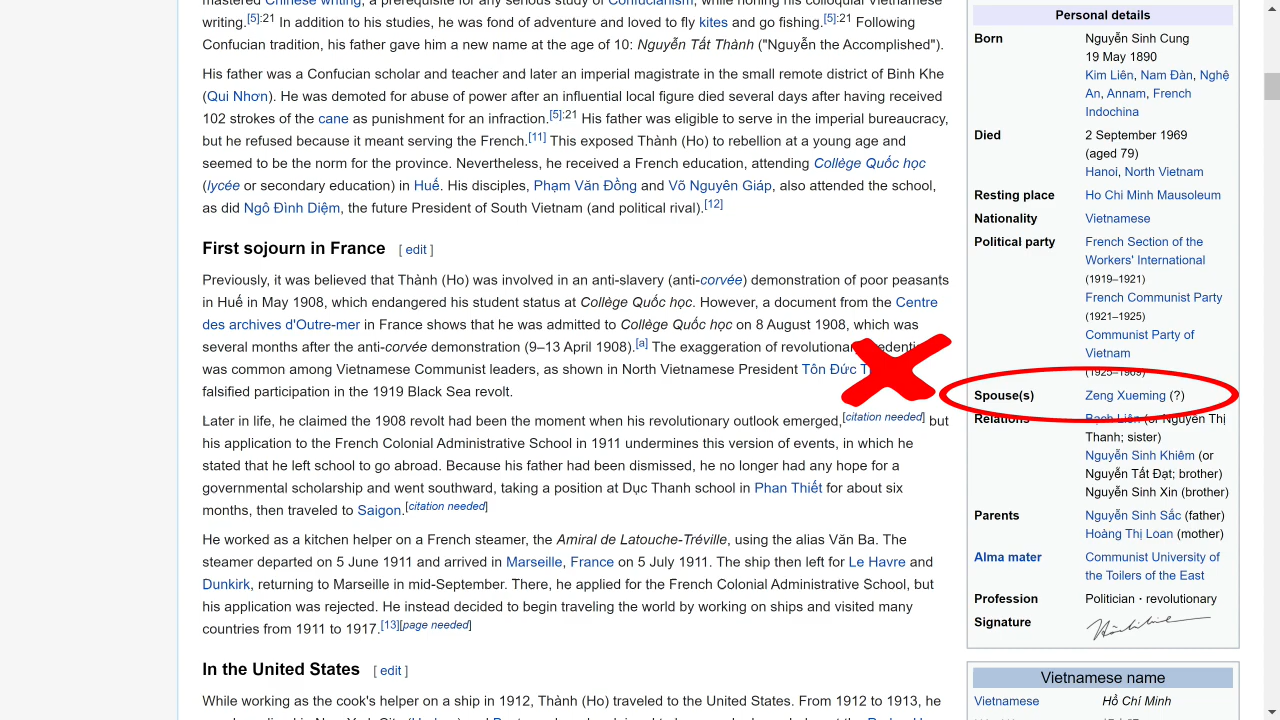 mastered Chinese writing, a prerequisite for any serious study of Confucianism, while honing his colloquial Vietnamese
writing.[5]:21 In addition to his studies, he was fond of adventure and loved to fly kites and go fishing.[5]:21 Following
Confucian tradition, his father gave him a new name at the age of 10: Nguyễn Tất Thành ("Nguyễn the Accomplished").
His father was a Confucian scholar and teacher and later an imperial magistrate in the small remote district of Binh Khe
(Qui Nhơn). He was demoted for abuse of power after an influential local figure died several days after having received
102 strokes of the cane as punishment for an infraction.[5]:21 His father was eligible to serve in the imperial bureaucracy,
but he refused because it meant serving the French.[11] This exposed Thành (Ho) to rebellion at a young age and
seemed to be the norm for the province. Nevertheless, he received a French education, attending Collège Quốc học
(lycée or secondary education) in Huế. His disciples, Phạm Văn Đồng and Võ Nguyên Giáp, also attended the school,
as did Ngô Đình Diệm, the future President of South Vietnam (and political rival).[12]
First sojourn in France [ edit ]
Previously, it was believed that Thành (Ho) was involved in an anti-slavery (anti-corvée) demonstration of poor peasants
in Huế in May 1908, which endangered his student status at Collège Quốc học. However, a document from the Centre
des archives d'Outre-mer in France shows that he was admitted to Collège Quốc học on 8 August 1908, which was
several months after the anti-corvée demonstration (9–13 April 1908).[a] The exaggeration of revolutionary
was common among Vietnamese Communist leaders, as shown in North Vietnamese President Tôn Đức
falsified participation in the 1919 Black Sea revolt.
Later in life, he claimed the 1908 revolt had been the moment when his revolutionary outlook emerged,[citation needed] but
his application to the French Colonial Administrative School in 1911 undermines this version of events, in which he
stated that he left school to go abroad. Because his father had been dismissed, he no longer had any hope for a
governmental scholarship and went southward, taking a position at Dục Thanh school in Phan Thiết for about six
months, then traveled to Saigon.[citation needed]
He worked as a kitchen helper on a French steamer, the Amiral de Latouche-Tréville, using the alias Văn Ba. The
steamer departed on 5 June 1911 and arrived in Marseille, France on 5 July 1911. The ship then left for Le Havre and
Dunkirk, returning to Marseille in mid-September. There, he applied for the French Colonial Administrative School, but
his application was rejected. He instead decided to begin traveling the world by working on ships and visited many
countries from 1911 to 1917.[13][page needed]
In the United States [ edit ]
While working as the cook's helper on a ship in 1912, Thành (Ho) traveled to the United States. From 1912 to 1913, he
Personal details
Born Nguyễn Sinh Cung
19 May 1890
Kim Liên, Nam Đàn, Nghệ
An, Annam, French
Indochina
Died 2 September 1969
(aged 79)
Hanoi, North Vietnam
Resting place Ho Chi Minh Mausoleum
Nationality Vietnamese
Political party French Section of the
Workers' International
(1919–1921)
French Communist Party
(1921–1925)
Communist Party of
Vietnam
(1925–1969)
Spouse(s) Zeng Xueming (?)
Relations Bạch Liên (or Nguyễn Thị
Thanh; sister)
Nguyễn Sinh Khiêm (or
Nguyễn Tất Đạt; brother)
Nguyễn Sinh Xin (brother)
Parents Nguyễn Sinh Sắc (father)
Hoàng Thị Loan (mother)
Alma mater Communist University of
the Toilers of the East
Profession Politician · revolutionary
Signature
Vietnamese name
Vietnamese Hồ Chí Minh